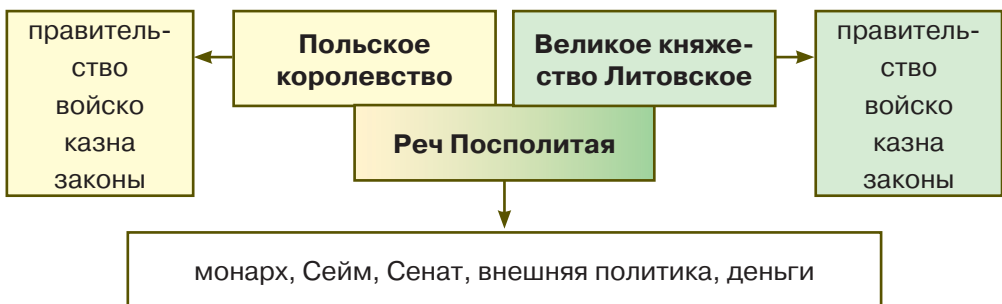 правитель-
ство
войско
казна
законы
Польское
королевство
Великое княже-
ство Литовское
правитель-
ство
войско
казна
законы
Реч Посполитая
монарх, Сейм, Сенат, внешняя политика, деньги